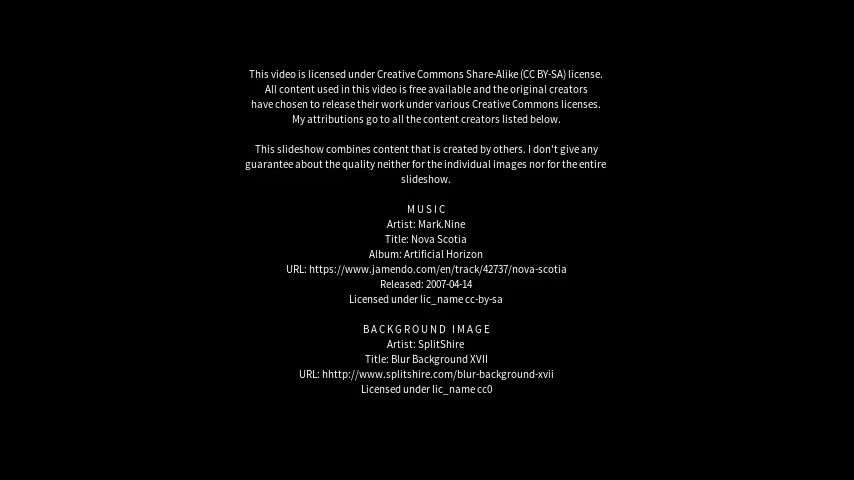 This video is licensed under Creative Commons Share-Alike (CC BY-SA) license.
All content used in this video is free available and the original creators
have chosen to release their work under various Creative Commons licenses.
My attributions go to all the content creators listed below.
This slideshow combines content that is created by others. I don't give any
guarantee about the quality neither for the individual images nor for the entire
slideshow.
MUSIC
Artist: Mark.Nine
Title: Nova Scotia
Album: Artificial Horizon
URL: https://www.jamendo.com/en/track/42737/nova-scotia
Released: 2007-04-14
Licensed under lic_name cc-by-sa
BACKGROUND IMAGE
Artist: SplitShire
Title: Blur Background XVII
URL: hhttp://www.splitshire.com/blur-background-xvii
Licensed under lic_name cc0